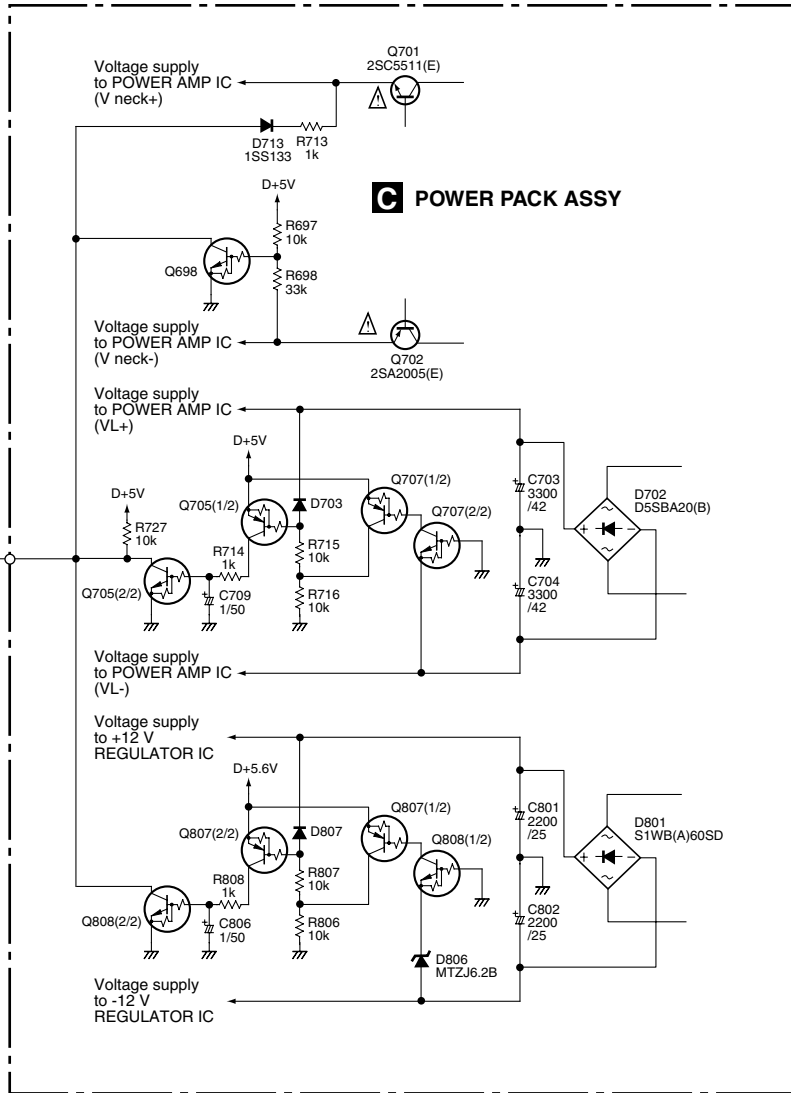 Q701
2SC5511(E)
Voltage supply
to POWER AMP IC
(V neck+)
D713
1SS133
R713
1k
D+5V
C POWER PACK ASSY
R697
10k
Q698
R698
33k
Voltage supply
to POWER AMP IC
(V neck-)
Q702
2SA2005(E)
Voltage supply
to POWER AMP IC
(VL+)
D+5V
Q707(1/2)
D+5V
Q705(1/2)
D703
Q707(2/2)
C703
3300
/42
D702
D5SBA20(B)
R727
10k
R714
1k
R715
10k
Q705(2/2)
C709
1/50
R716
10k
C704
3300
/42
Voltage supply
to POWER AMP IC
(VL-)
Voltage supply
to +12 V
REGULATOR IC
D+5.6V
Q807(1/2)
Q807(2/2)
D807
Q808(1/2)
C801
2200
/25
D801
S1WB(A)60SD
R808
1k
R807
10k
Q808(2/2)
C806
1/50
R806
10k
C802
2200
/25
D806
MTZJ6.2B
Voltage supply
to -12 V
REGULATOR IC